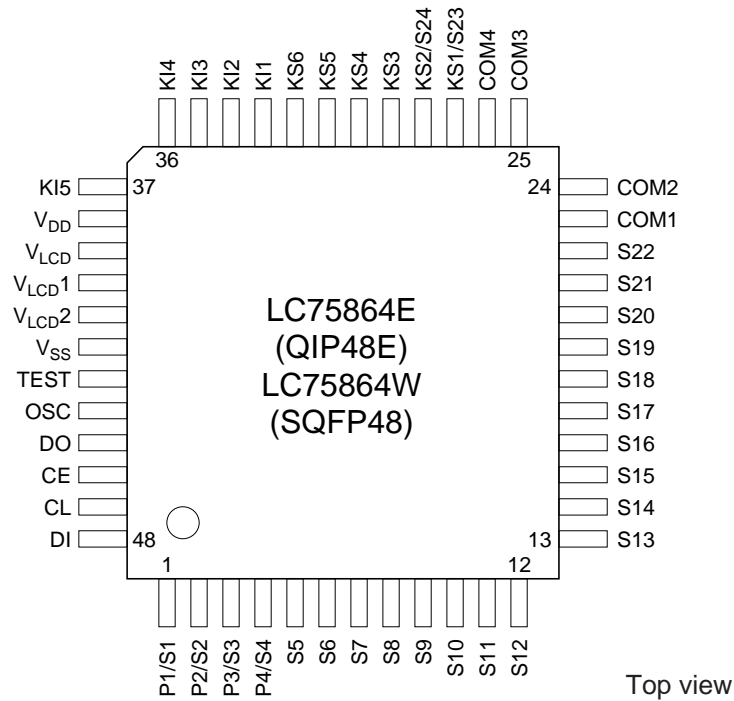 KI4
KI3
KI2
KI1
KS6
KS5
KS4
KS3
KS2/S24
KS1/S23
COM4
COM3
36
25
KI5
37
24
COM2
VDD
COM1
VLCD
S22
VLCD1
S21
VLCD2
S20
VSS
S19
TEST
S18
OSC
S17
DO
S16
CE
S15
CL
S14
DI
48
13
S13
LC75864E
(QIP48E)
LC75864W
(SQFP48)
1
12
P1/S1
P2/S2
P3/S3
P4/S4
S5
S6
S7
S8
S9
S10
S11
S12
Top view